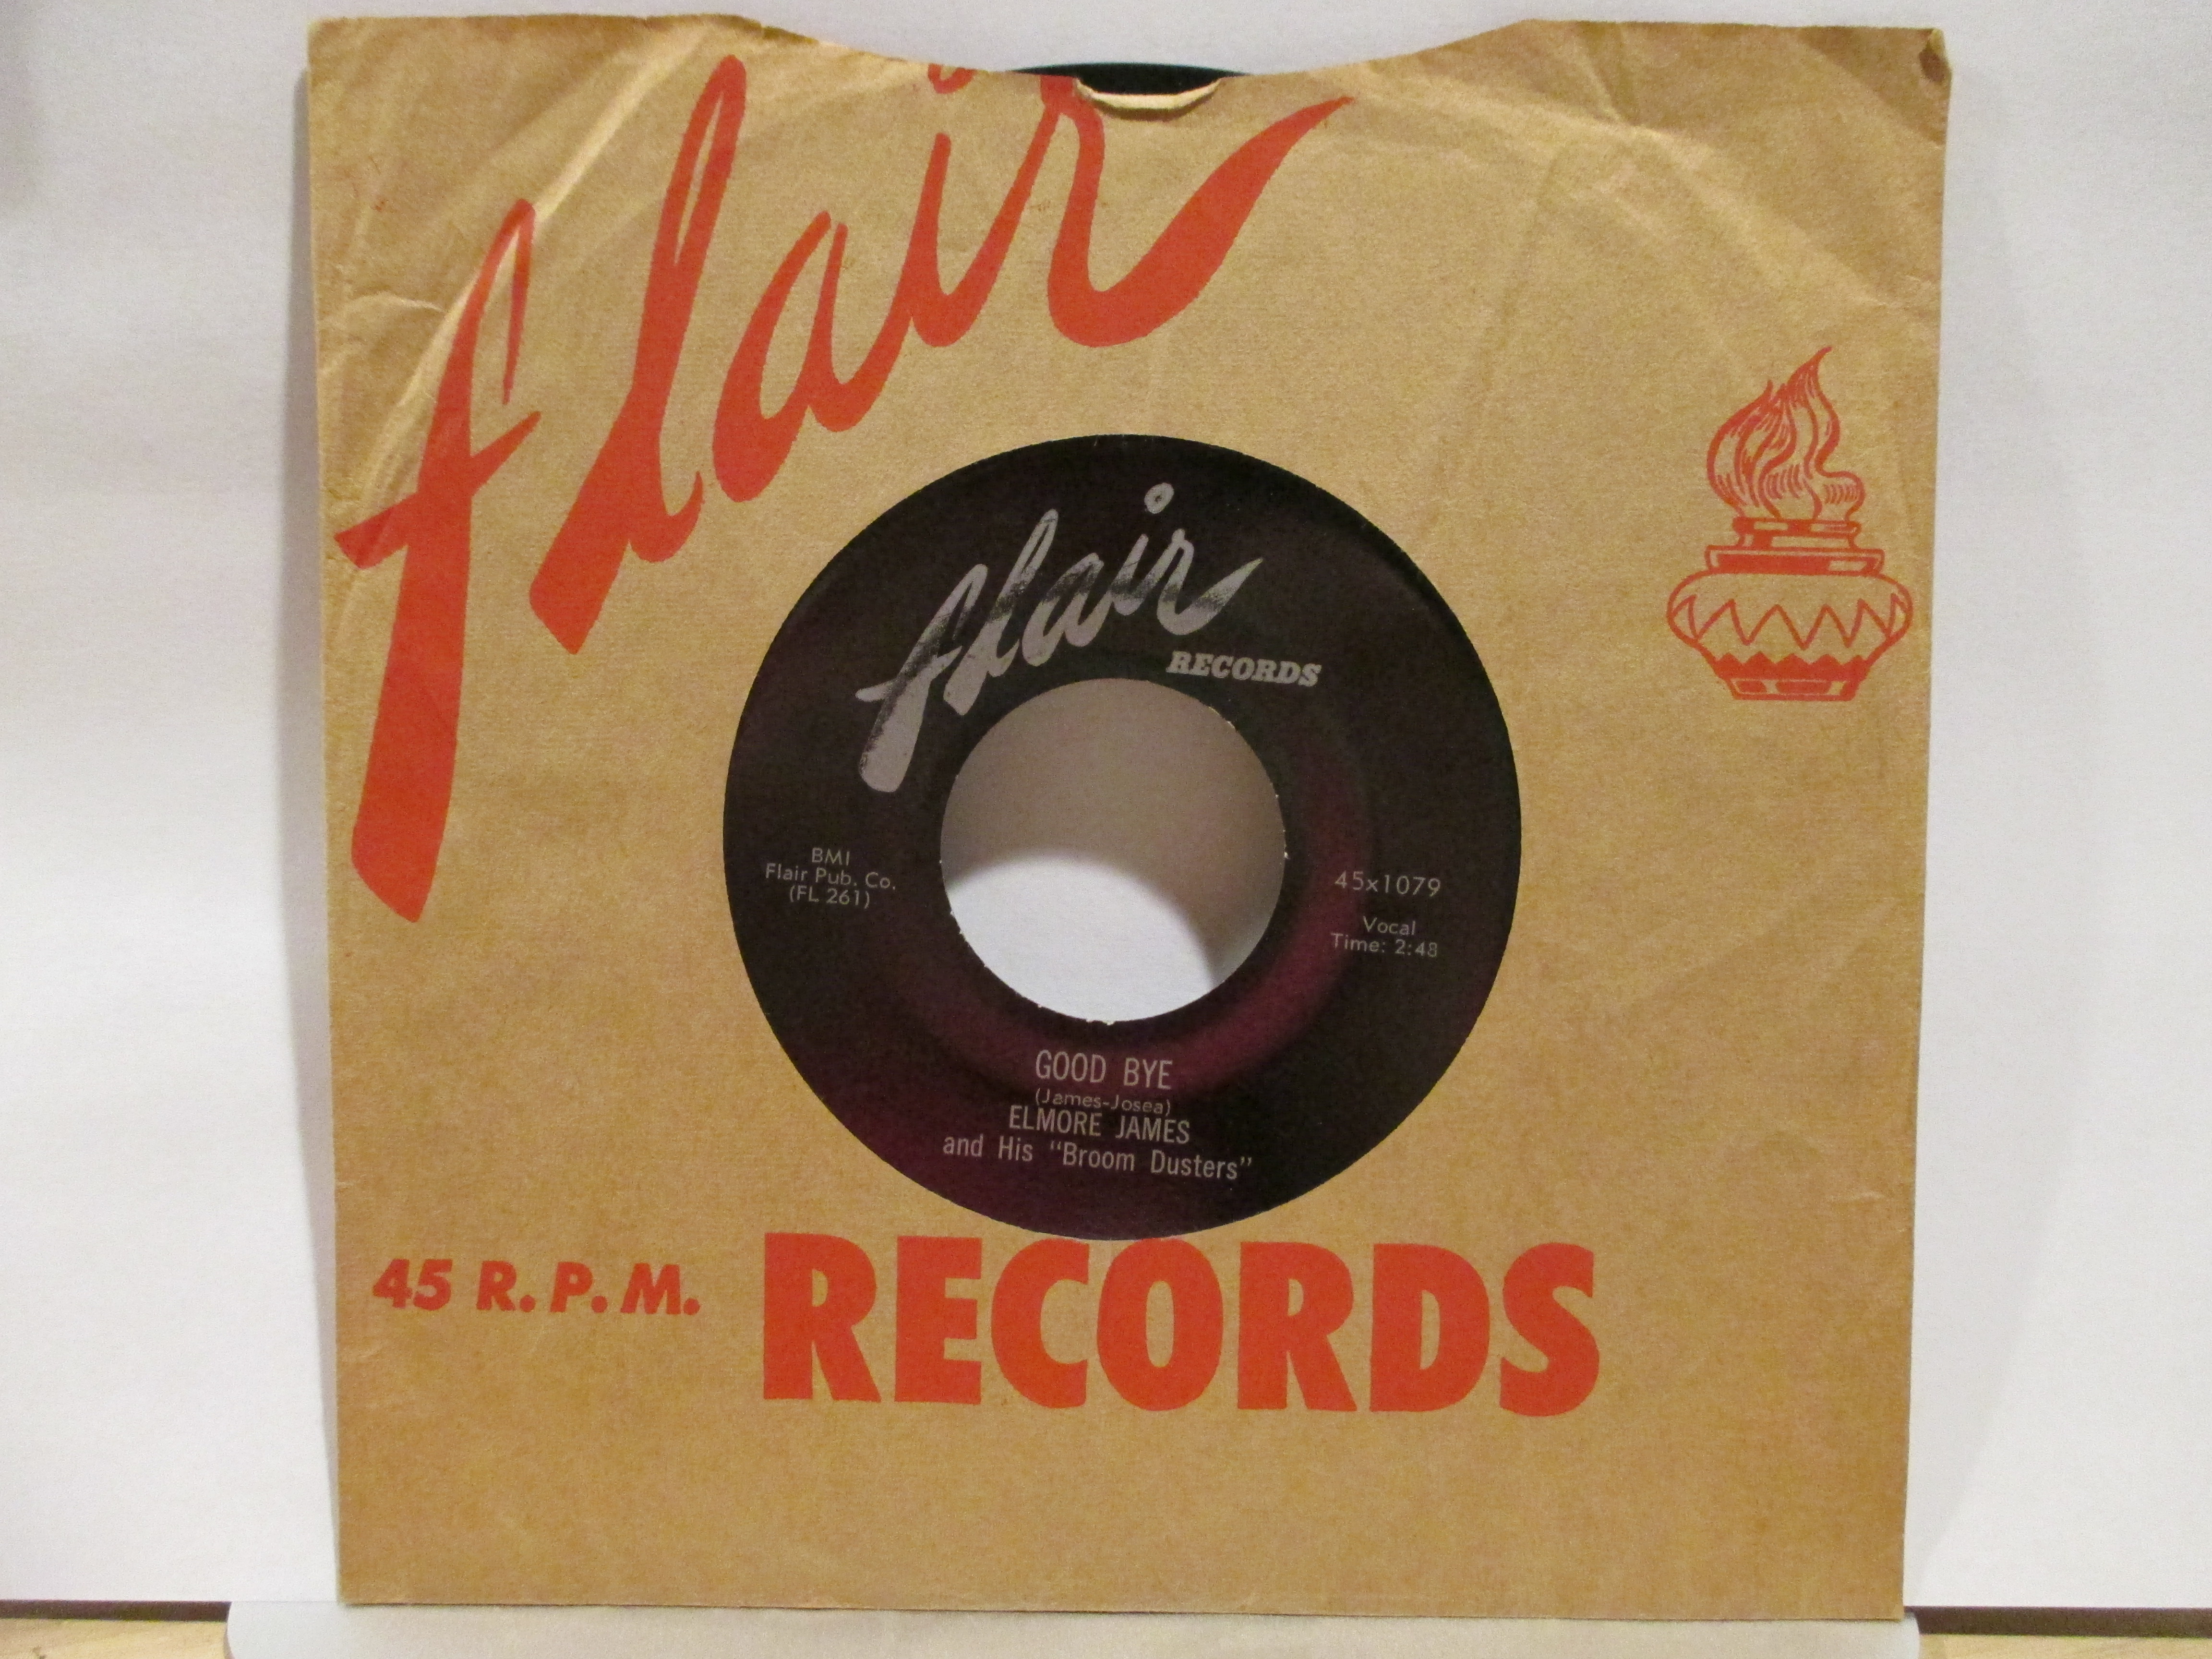 flair
flair
RECORDS
BMI
Flair Pub. Co.
(FL 261)
45x1079
Vocal
Time: 2:48
GOOD BYE
(James-Josea)
ELMORE JAMES
and His "Broom Dusters"
45 R.P.M.
RECORDS